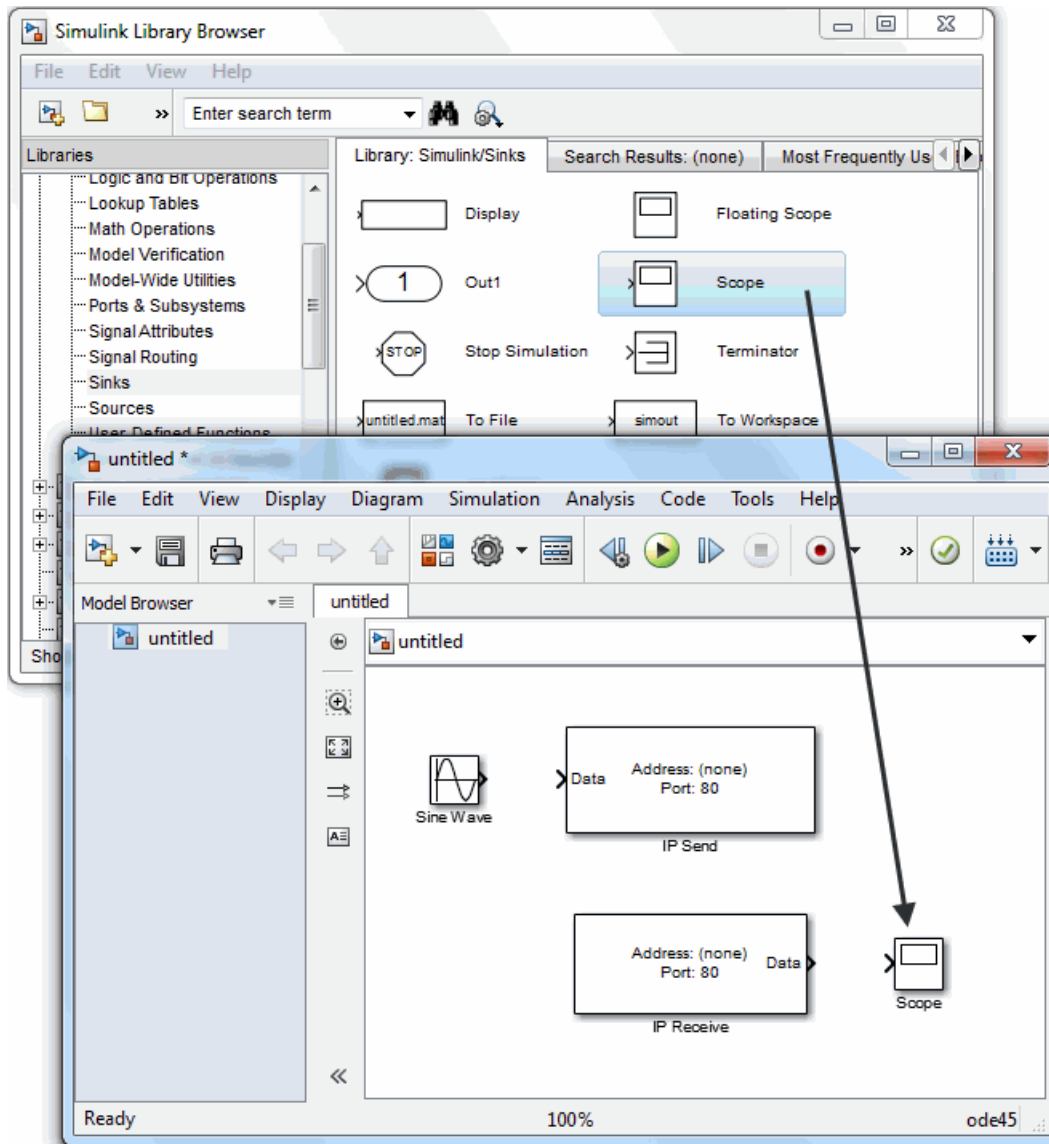 Simulink Library Browser
File Edit View Help
» Enter search term
Libraries
Library: Simulink/Sinks Search Results: (none) Most Frequently Us
Logic and Bit Operations
Lookup Tables
Math Operations
Model Verification
Model-Wide Utilities
Ports & Subsystems
Signal Attributes
Signal Routing
Sinks
Sources
User-Defined Functions
Display
Floating Scope
1 Out1
Scope
STOP Stop Simulation
Terminator
untitled.mat To File
simout To Workspace
Sho
untitled *
File Edit View Display Diagram Simulation Analysis Code Tools Help
»
Model Browser
untitled
untitled
untitled
A
Sine Wave
Data
Address: (none)
Port: 80
IP Send
Address: (none)
Port: 80
Data
IP Receive
Scope
«
Ready 100% ode45